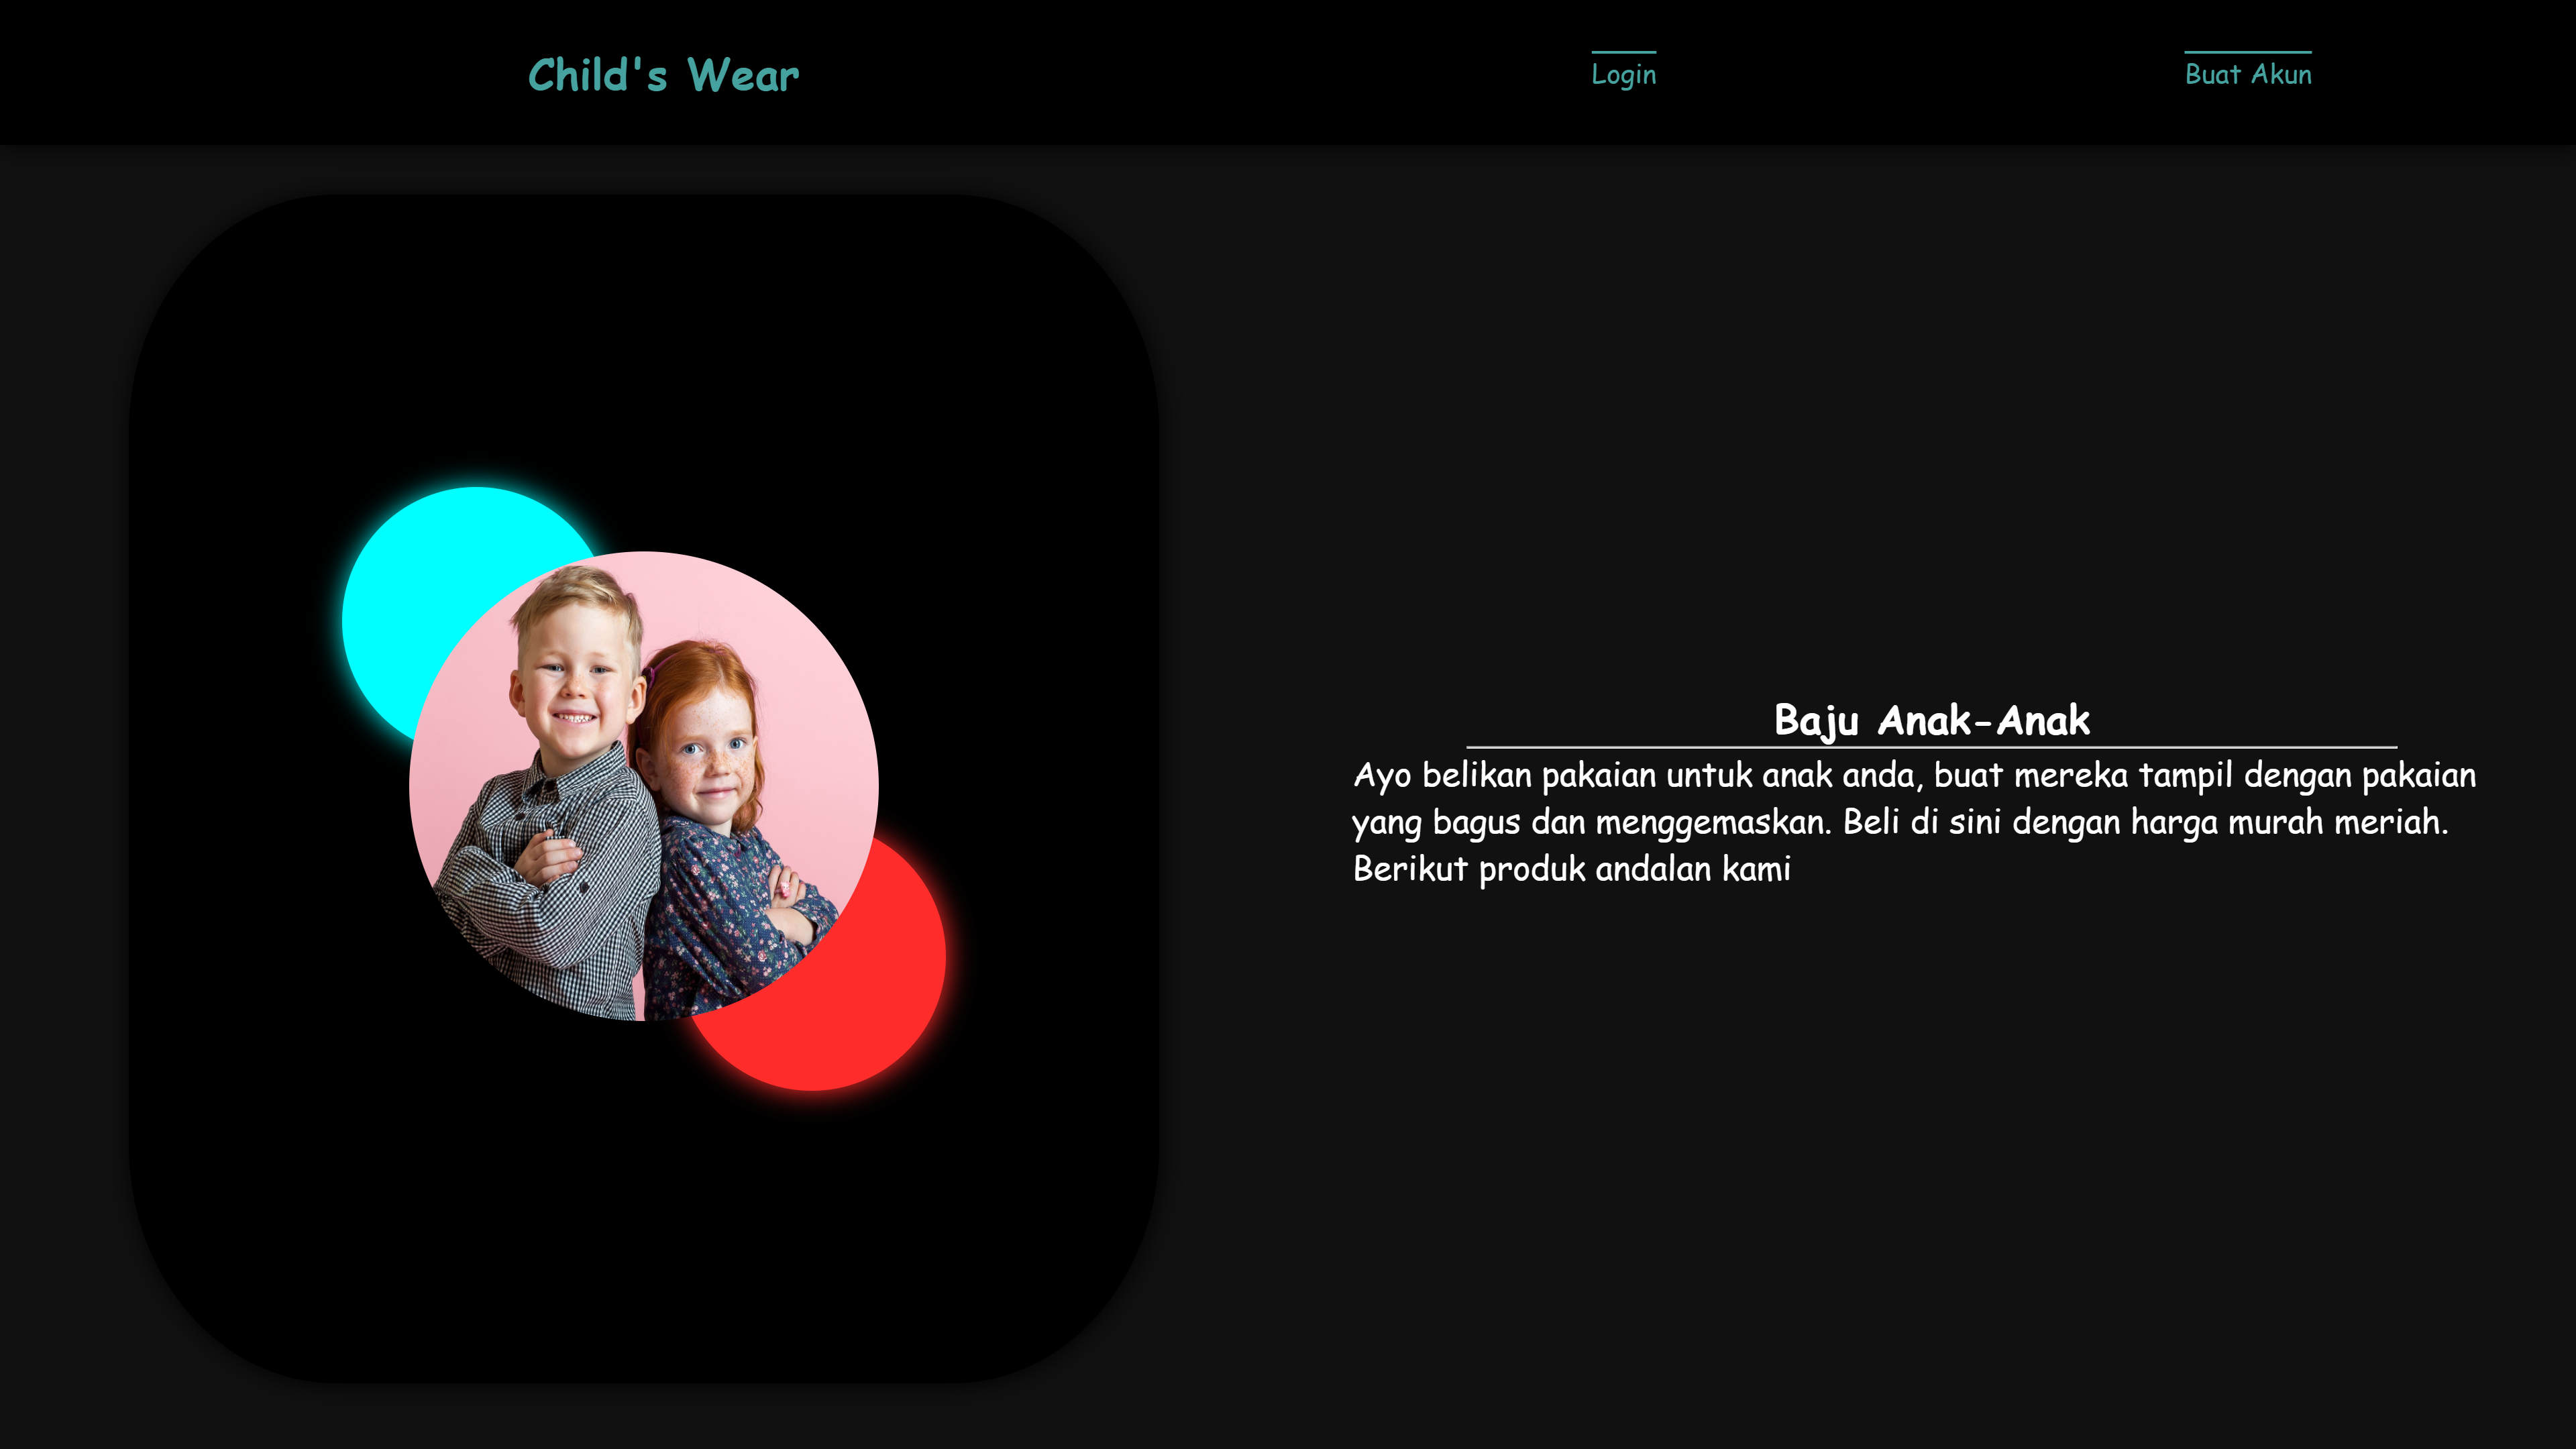 Child's Wear
Login
Buat Akun
Baju Anak-Anak
Ayo belikan pakaian untuk anak anda, buat mereka tampil dengan pakaian
yang bagus dan menggemaskan. Beli di sini dengan harga murah meriah.
Berikut produk andalan kami